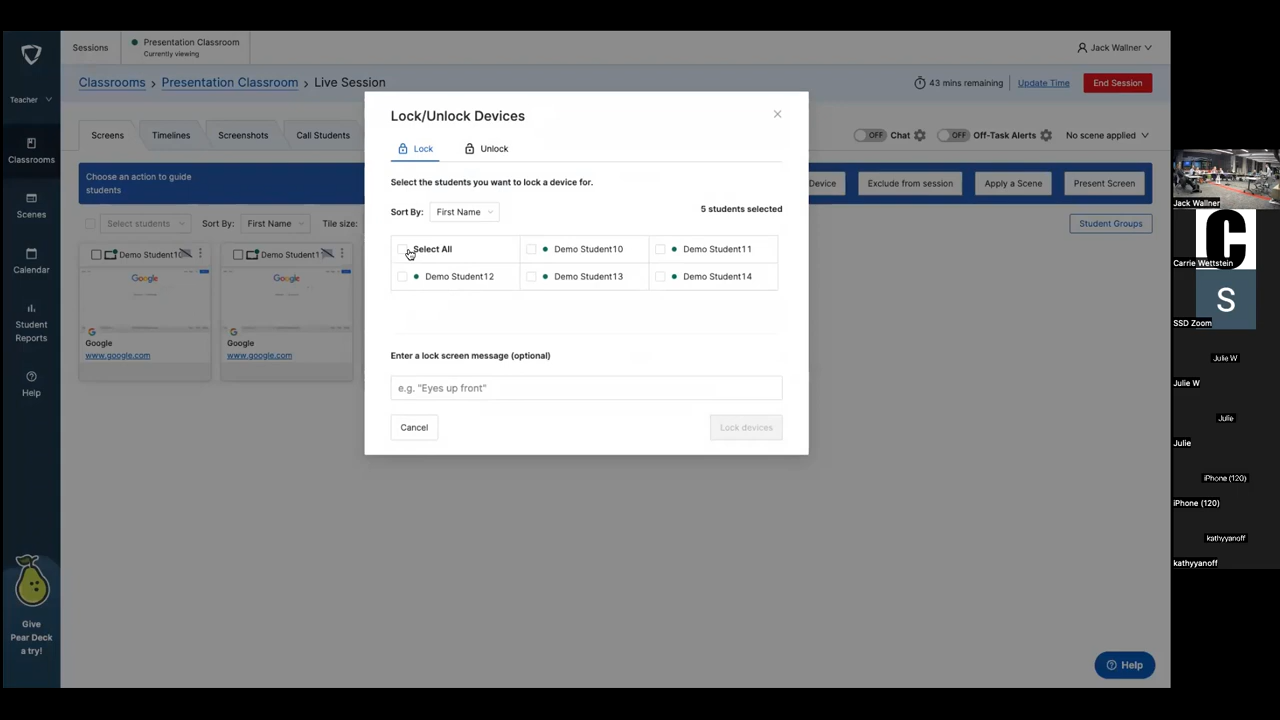 Sessions
Presentation Classroom
Currently viewing
Jack Wallner
Teacher
Classrooms > Presentation Classroom > Live Session
43 mins remaining
Update Time
End Session
Screens
Timelines
Screenshots
Call Students
OFF
Chat
OFF
Off-Task Alerts
No scene applied
Choose an action to guide
students
Device
Exclude from session
Apply a Scene
Present Screen
Select students
Sort By:
First Name
Tile size:
Student Groups
Demo Student10
Demo Student1
Google
Google
Google
www.google.com
Google
www.google.com
Classrooms
Scenes
Calendar
Student
Reports
Help
Give
Pear Deck
a try!
Lock/Unlock Devices
Lock
Unlock
Select the students you want to lock a device for.
Sort By:
First Name
5 students selected
Select All
Demo Student10
Demo Student11
Demo Student12
Demo Student13
Demo Student14
Enter a lock screen message (optional)
e.g. "Eyes up front"
Cancel
Lock devices
Help
Jack Wallner
C
Carrie Wettstein
S
SSD Zoom
Julie W
Julie W
Julie
Julie
iPhone (120)
iPhone (120)
kathyyanoff
kathyyanoff